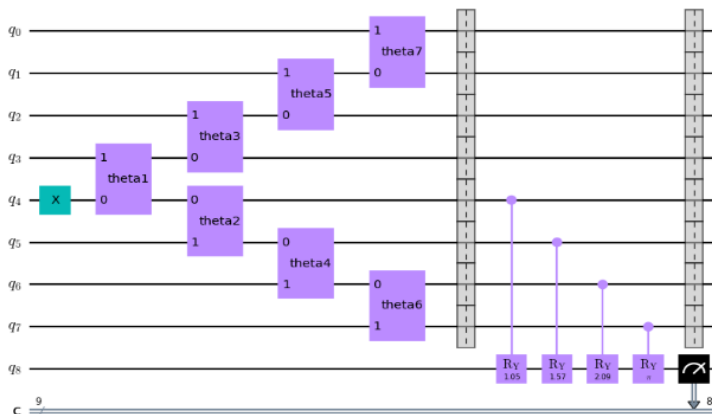 q0 1
theta7
q1 1 0
theta5
q2 1 0
theta3
q3 1 0
theta1
q4 X 0 0
theta2
q5 1 0
theta4
q6 1 0
theta6
q7 1
q8 RY 1.05 RY 1.57 RY 2.09 RY π
c 9 8